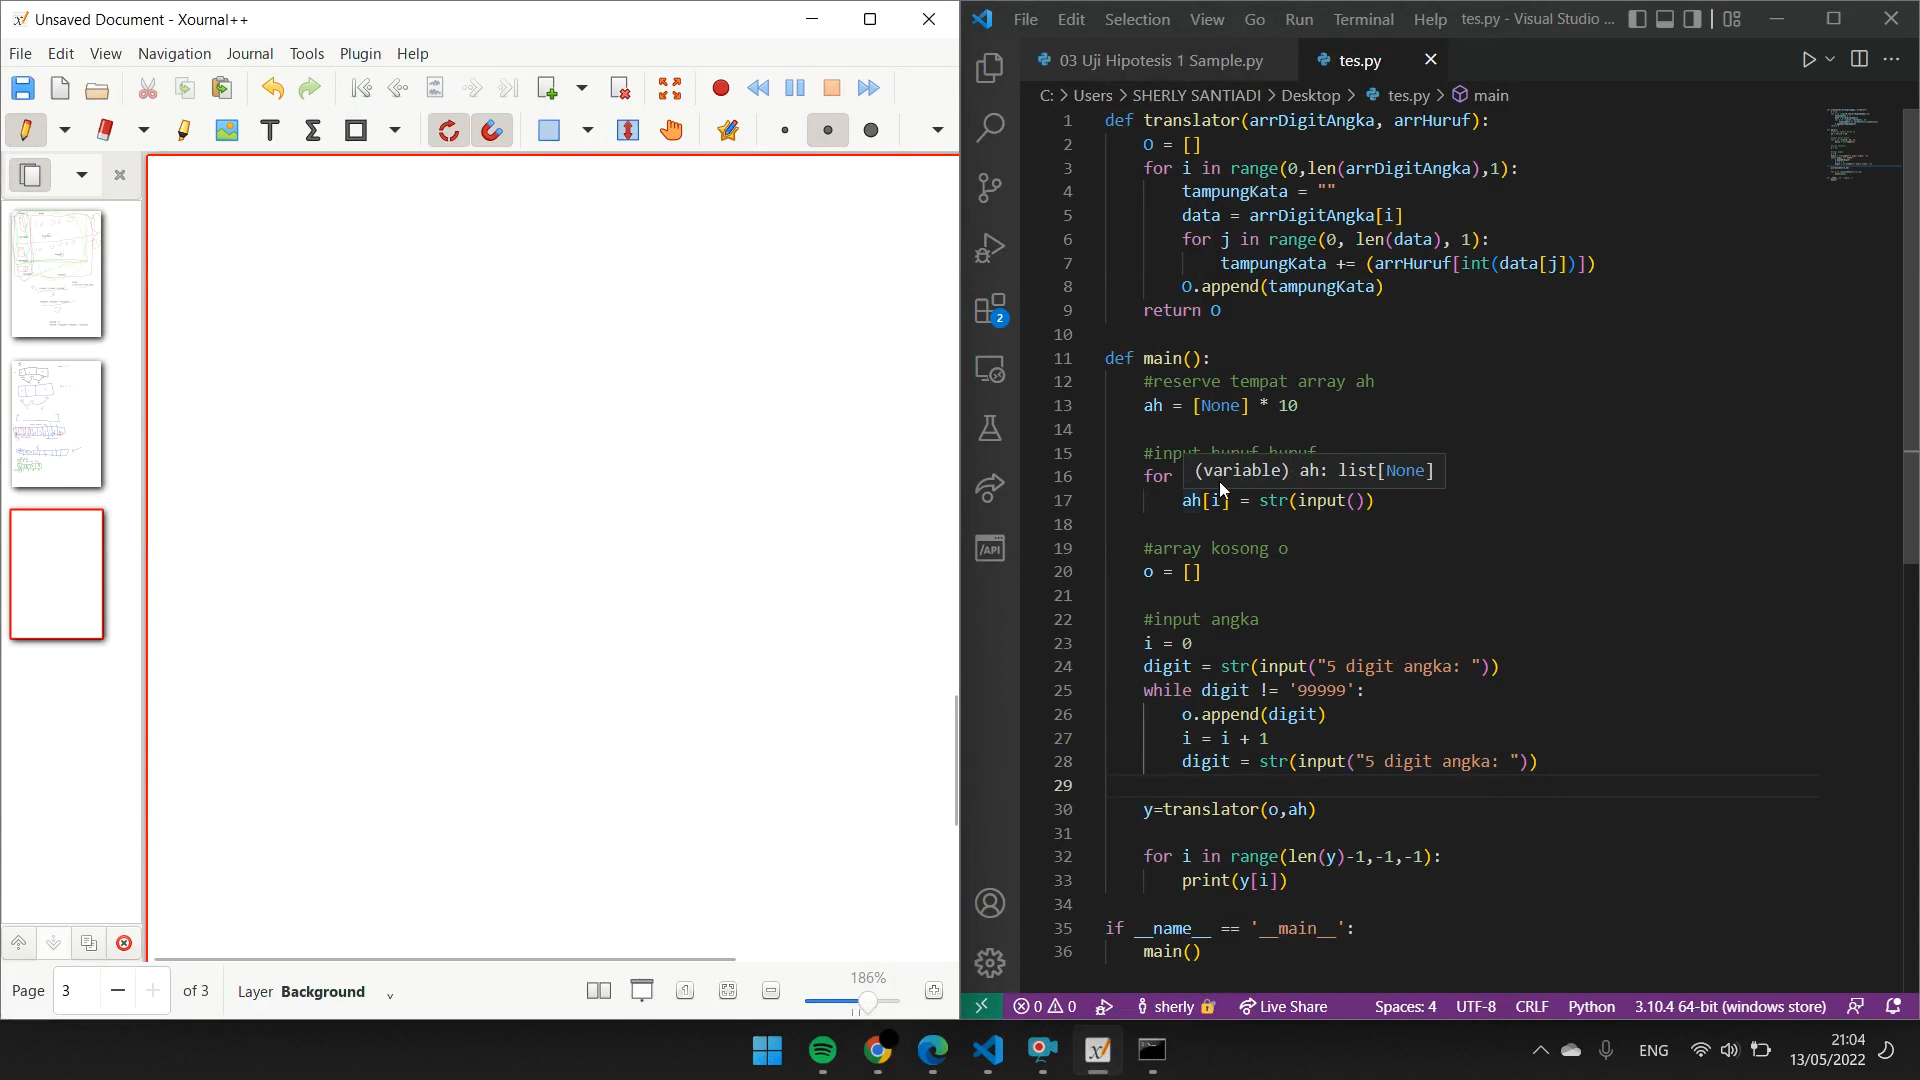 Unsaved Document - Xournal++
File Edit View Navigation Journal Tools Plugin Help
Page 3 of 3 Layer Background 186%
File Edit Selection View Go Run Terminal Help tes.py - Visual Studio ...
03 Uji Hipotesis 1 Sample.py tes.py
C: > Users > SHERLY SANTIADI > Desktop > tes.py > main
1 def translator(arrDigitAngka, arrHuruf):
2 O = []
3 for i in range(0,len(arrDigitAngka),1):
4 tampungKata = ""
5 data = arrDigitAngka[i]
6 for j in range(0, len(data), 1):
7 tampungKata += (arrHuruf[int(data[j])])
8 O.append(tampungKata)
9 return O
10
11 def main():
12 #reserve tempat array ah
13 ah = [None] * 10
14
15 #input huruf-huruf
(variable) ah: list[None]
16 for
17 ah[i] = str(input())
18
19 #array kosong o
20 o = []
21
22 #input angka
23 i = 0
24 digit = str(input("5 digit angka: "))
25 while digit != '99999':
26 o.append(digit)
27 i = i + 1
28 digit = str(input("5 digit angka: "))
29
30 y=translator(o,ah)
31
32 for i in range(len(y)-1,-1,-1):
33 print(y[i])
34
35 if __name__ == '__main__':
36 main()
2
/API
0 0 sherly Live Share Spaces: 4 UTF-8 CRLF Python 3.10.4 64-bit (windows store)
ENG 21:04
13/05/2022